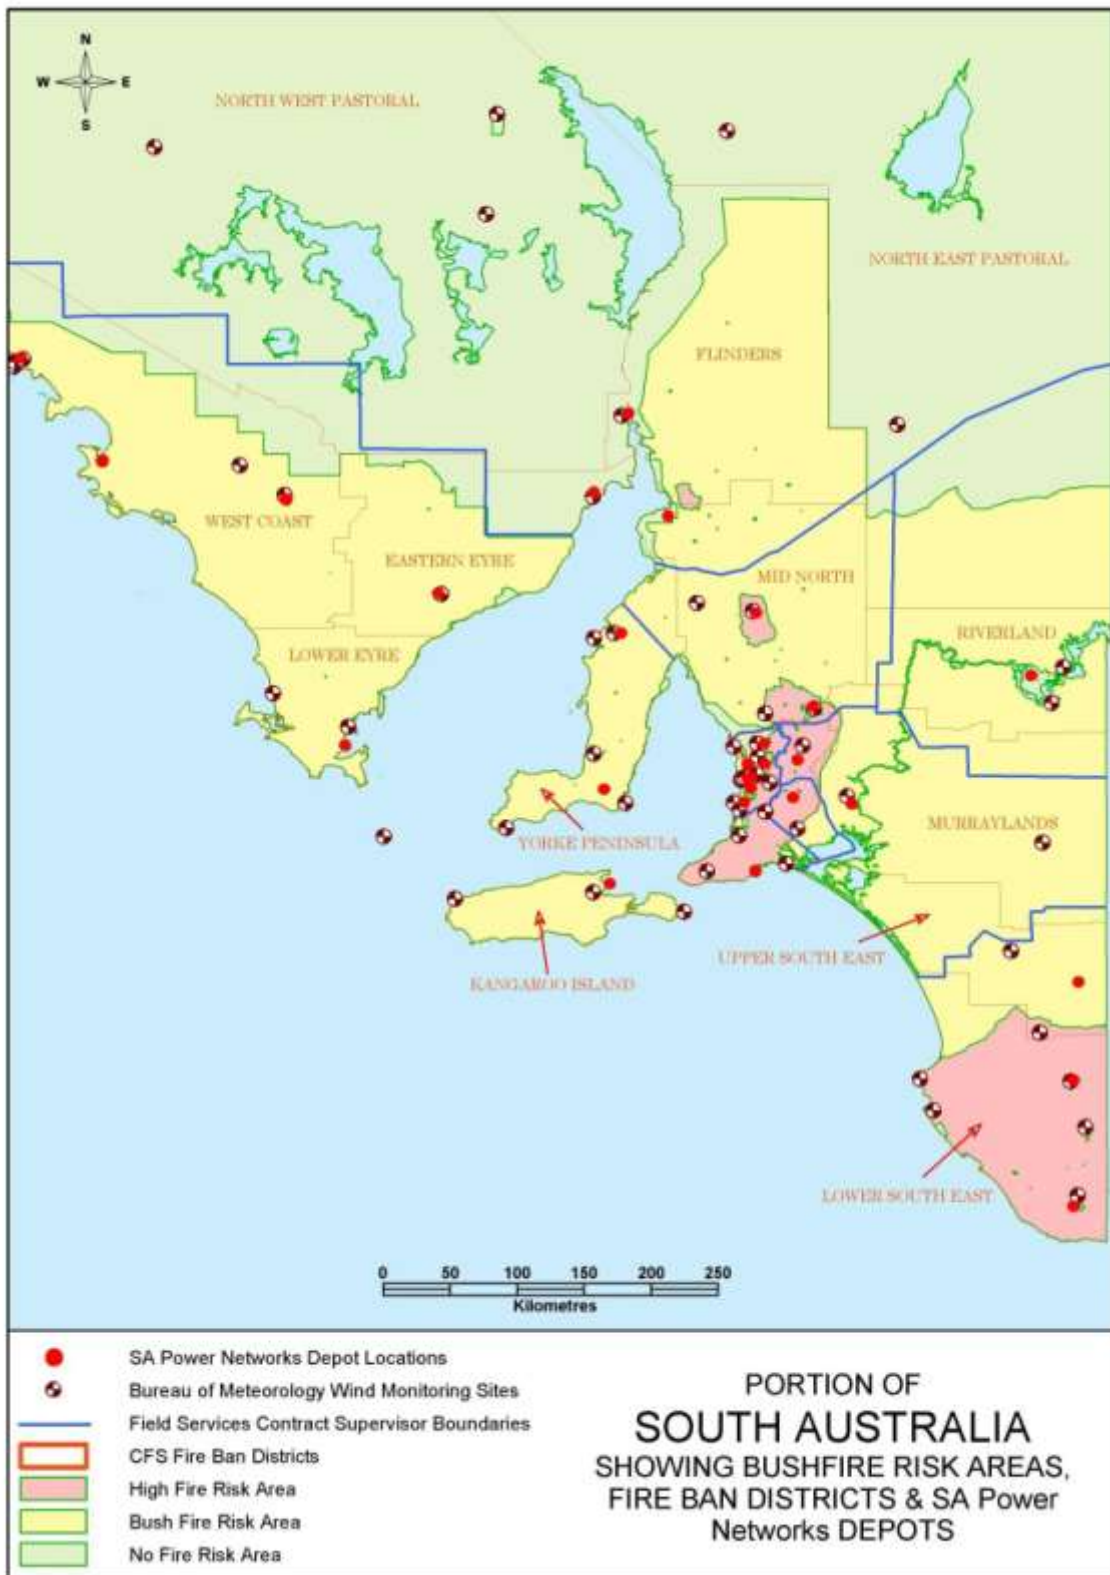 N
W E
S
NORTH WEST PASTORAL
NORTH EAST PASTORAL
FLINDERS
WEST COAST
EASTERN EYRE
MID NORTH
LOWER EYRE
RIVERLAND
YORKE PENINSULA
MURRAYLANDS
UPPER SOUTH EAST
KANGAROO ISLAND
LOWER SOUTH EAST
0 50 100 150 200 250
Kilometres
SA Power Networks Depot Locations
Bureau of Meteorology Wind Monitoring Sites
Field Services Contract Supervisor Boundaries
CFS Fire Ban Districts
High Fire Risk Area
Bush Fire Risk Area
No Fire Risk Area
PORTION OF
SOUTH AUSTRALIA
SHOWING BUSHFIRE RISK AREAS,
FIRE BAN DISTRICTS & SA Power
Networks DEPOTS